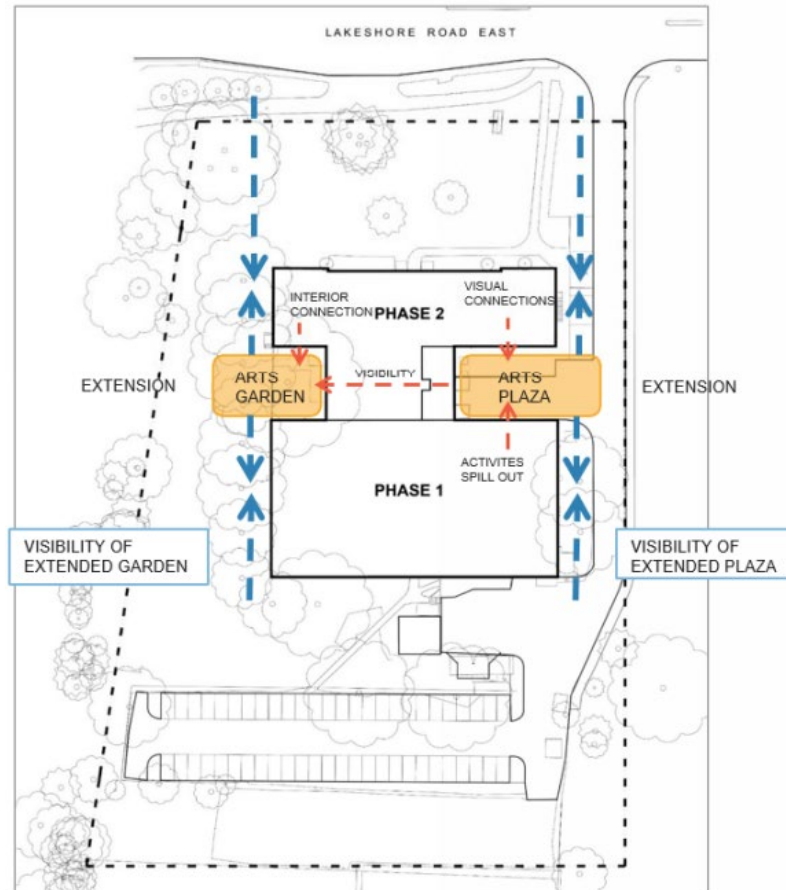 LAKESHORE ROAD EAST
INTERIOR
CONNECTION
PHASE 2
VISUAL
CONNECTIONS
EXTENSION
ARTS
GARDEN
VISIBILITY
ARTS
PLAZA
EXTENSION
ACTIVITES
SPILL OUT
PHASE 1
VISIBILITY OF
EXTENDED GARDEN
VISIBILITY OF
EXTENDED PLAZA